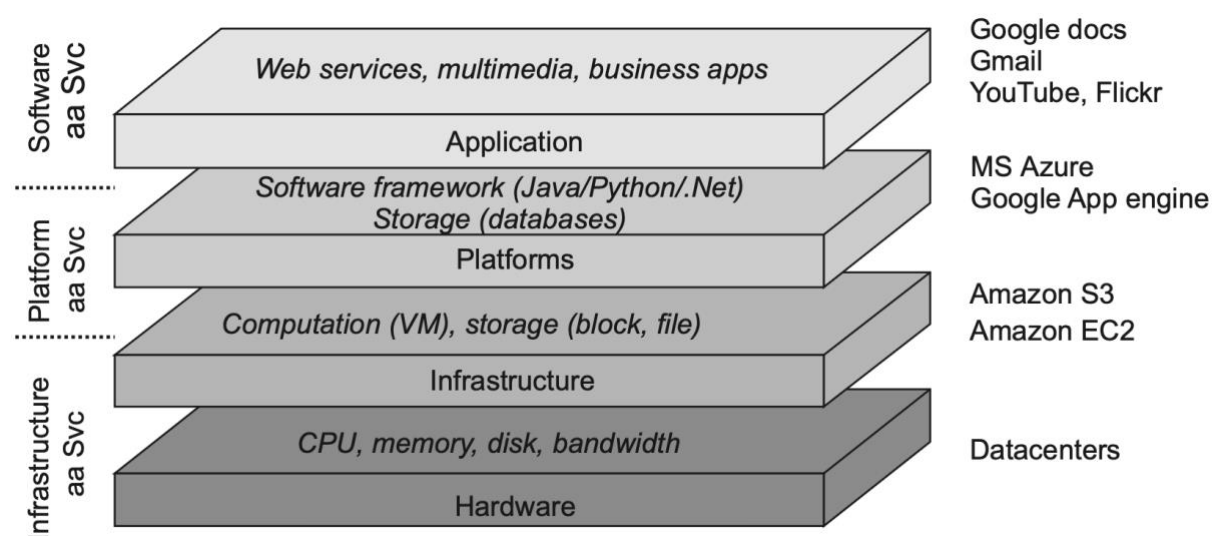 Software
aa Svc
Web services, multimedia, business apps
Application
Google docs
Gmail
YouTube, Flickr
Platform
aa Svc
Software framework (Java/Python/.Net)
Storage (databases)
Platforms
MS Azure
Google App engine
Infrastructure
aa Svc
Computation (VM), storage (block, file)
Infrastructure
Amazon S3
Amazon EC2
CPU, memory, disk, bandwidth
Hardware
Datacenters